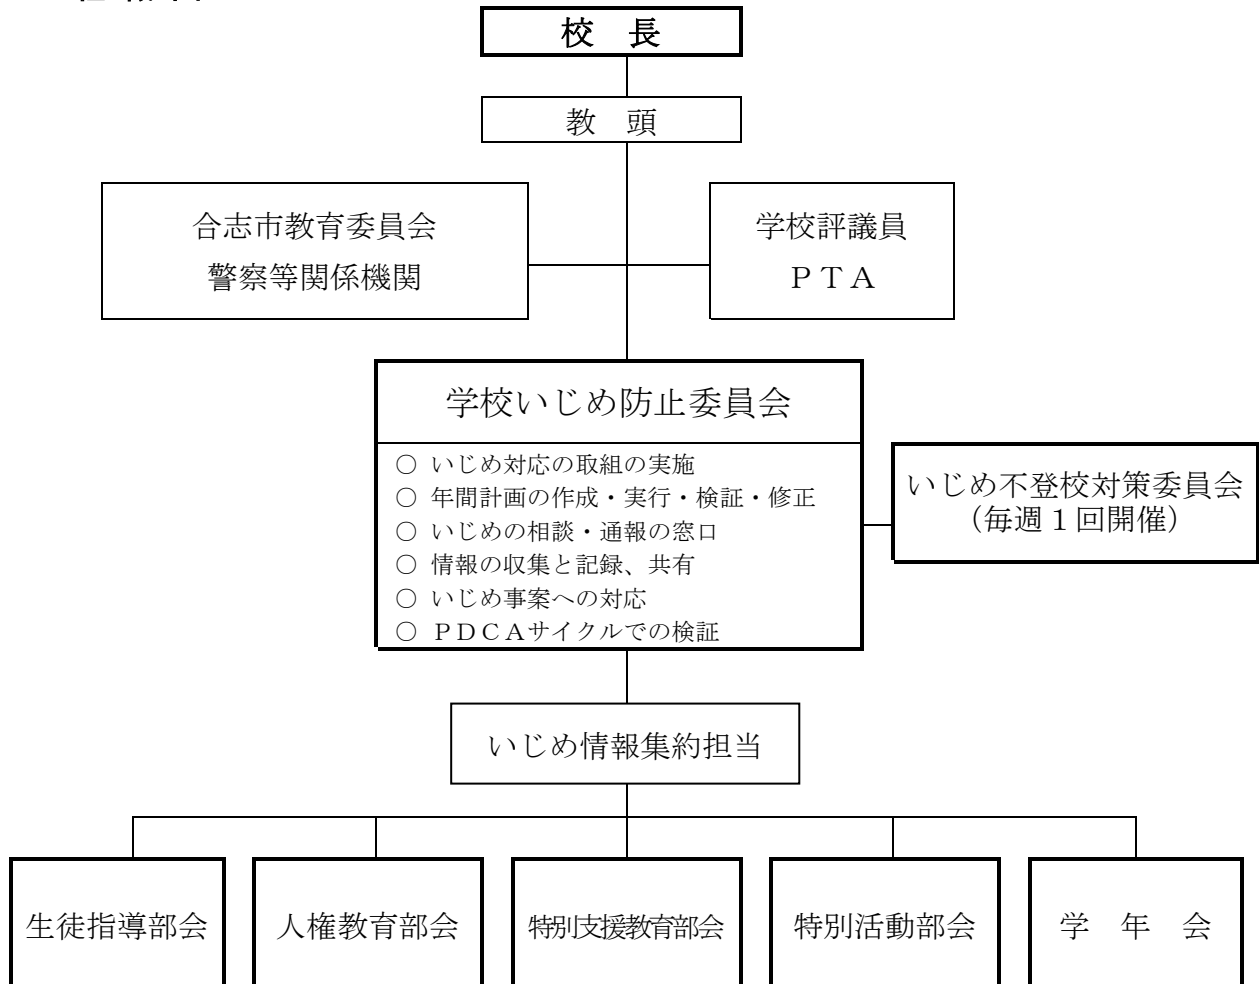 校　長
教　頭
合志市教育委員会
警察等関係機関
学校評議員
ＰＴＡ
学校いじめ防止委員会
○ いじめ対応の取組の実施
○ 年間計画の作成・実行・検証・修正
○ いじめの相談・通報の窓口
○ 情報の収集と記録、共有
○ いじめ事案への対応
○ ＰＤＣＡサイクルでの検証
いじめ不登校対策委員会
（毎週１回開催）
いじめ情報集約担当
生徒指導部会
人権教育部会
特別支援教育部会
特別活動部会
学　年　会